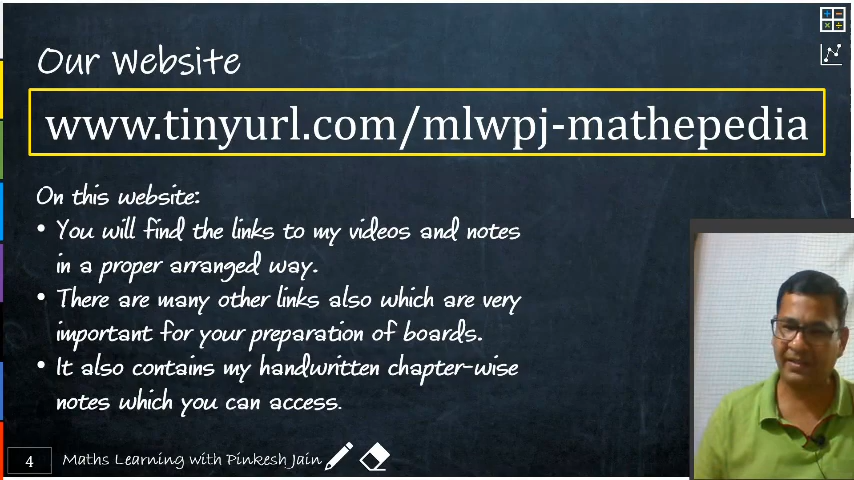 Our Website
www.tinyurl.com/mlwpj-mathepedia
On this website:
• You will find the links to my videos and notes
in a proper arranged way.
• There are many other links also which are very
important for your preparation of boards.
• It also contains my handwritten chapter-wise
notes which you can access.
4 Maths Learning with Pinkesh Jain